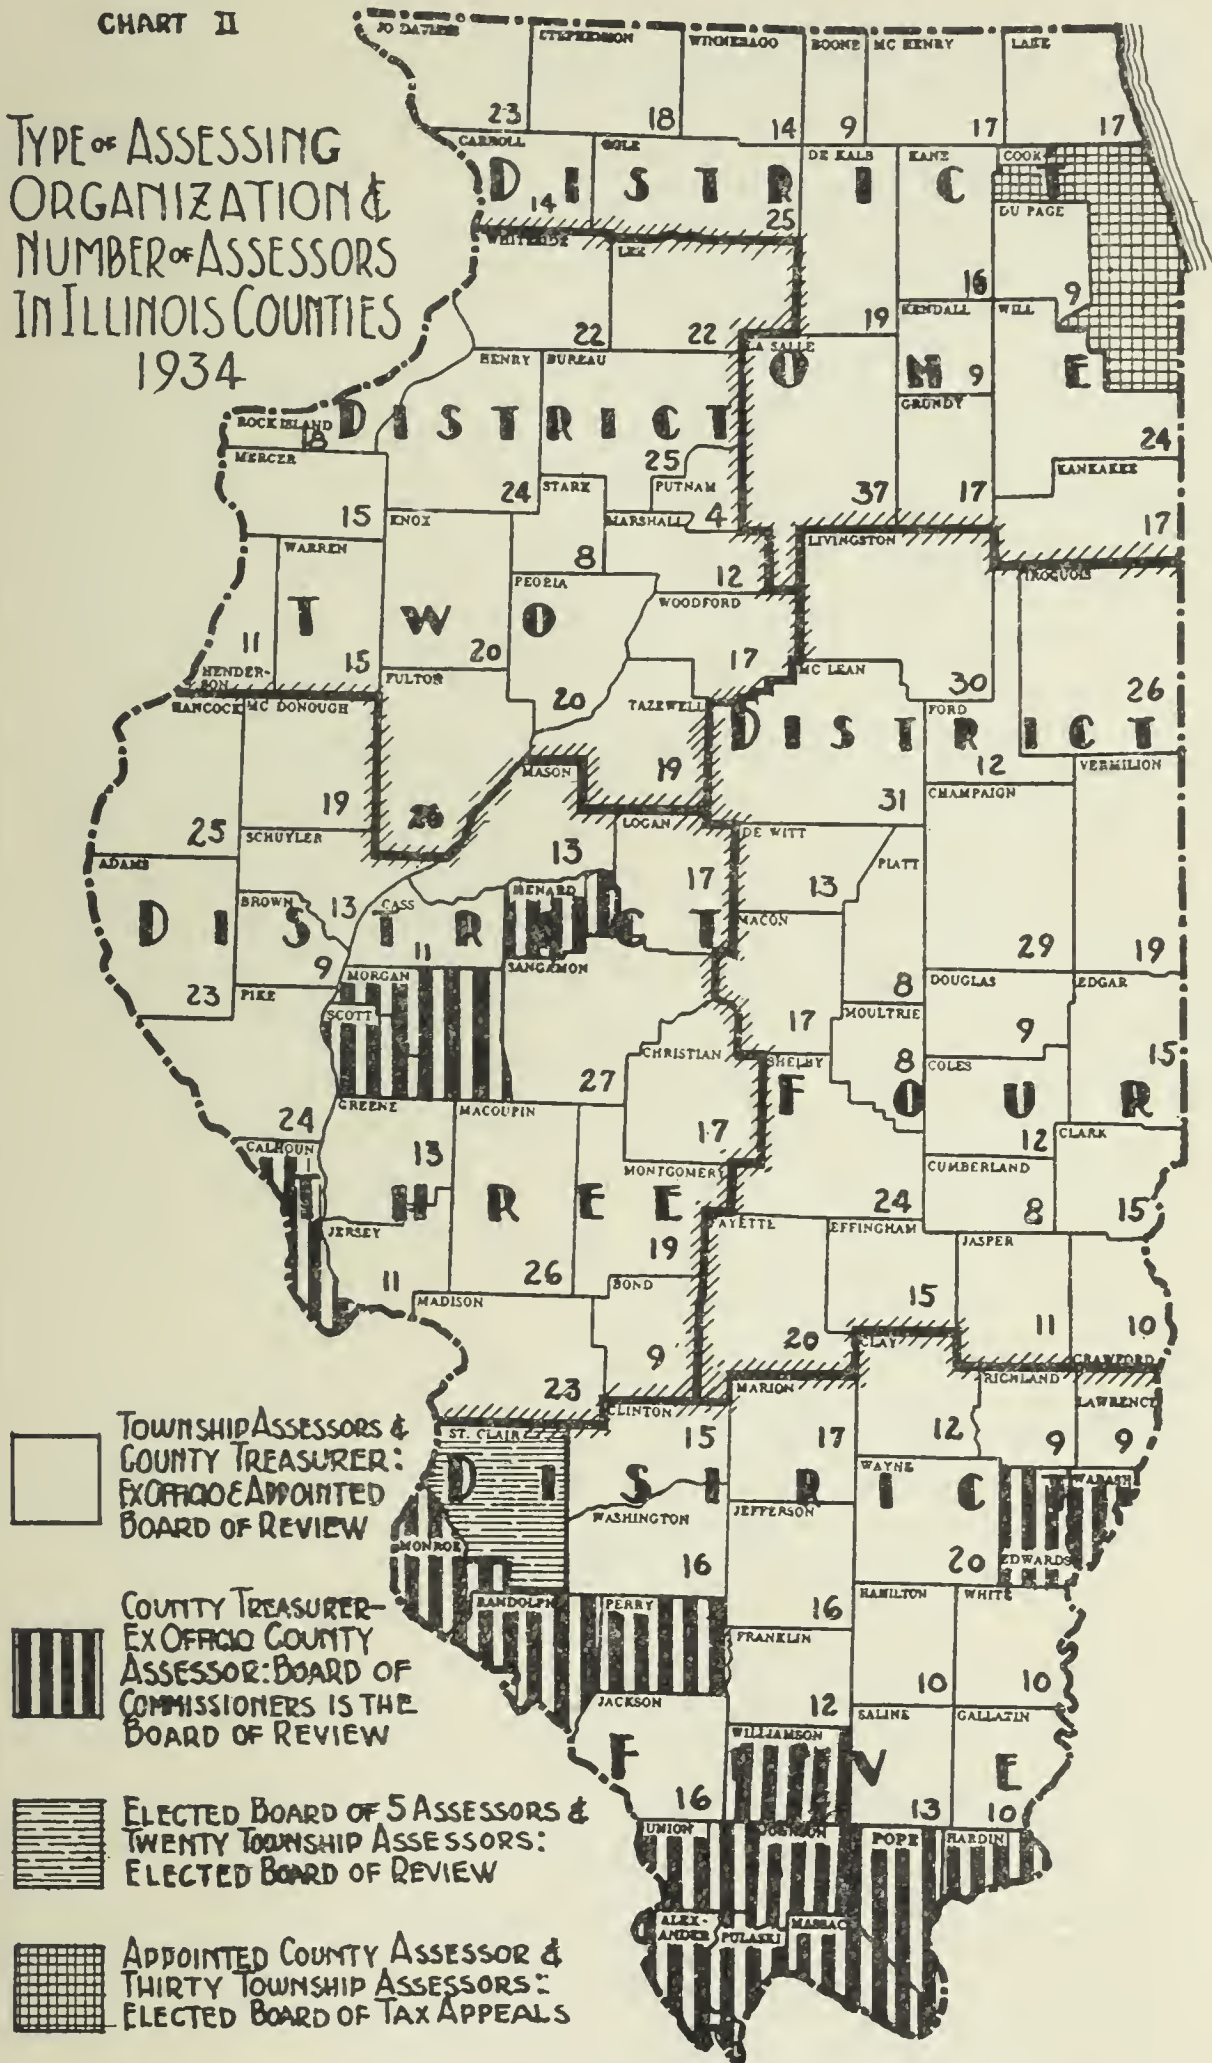 CHART II
TYPE OF ASSESSING
ORGANIZATION &
NUMBER OF ASSESSORS
IN ILLINOIS COUNTIES
1934
JO DAVIESS STEPHENSON WINNEBAGO BOONE MC HENRY LAKE
23 18 14 9 17 17
CARROLL OGLE DE KALB KANE COOK
DISTRICT
14 25 DU PAGE
WHITESIDE LEE
16 9
22 22 19 KENDALL WILL
HENRY BUREAU LA SALLE
OME
9
GRUNDY
ROCK ISLAND
18
DISTRICT
MERCER 24
25 KANKAKEE
24 STARK PUTNAM 37 17
15 KNOX MARSHALL 4 17
WARREN LIVINGSTON
8
PEORIA 12 IROQUOIS
WOODFORD
TWO
11 15 20 17 MC LEAN
HENDER-
SON
FULTON 30 26
20 TAZEWELL FORD
HANCOCK MC DONOUGH
DISTRICT
MASON 19 12 VERMILION
19 26 31 CHAMPAIGN
25 SCHUYLER LOGAN DE WITT
ADAMS 13 PIATT
MENARD 17 13
BROWN 13 CASS MACON
DISTRICT
11 SANGAMON 29 19
9 MORGAN 8 DOUGLAS EDGAR
23 PIKE
SCOTT 17 MOULTRIE 9
CHRISTIAN SHELBY 8 COLES 15
27
GREENE MACOUPIN
FOUR
24 17 12 CLARK
CALHOUN 13 MONTGOMERY CUMBERLAND
THREE
24 8 15
JERSEY 19 FAYETTE EFFINGHAM JASPER
11 26 BOND
MADISON 15
20 11 10
9 CLAY CRAWFORD
23 MARION RICHLAND
CLINTON LAWRENCE
ST. CLAIR 15 17 12 9 9
WAYNE
DISTRICT
WABASH
WASHINGTON JEFFERSON
MONROE 16 20 EDWARDS
RANDOLPH PERRY HAMILTON WHITE
16
FRANKLIN
JACKSON 12 10 10
WILLIAMSON SALINE GALLATIN
FIVE
16 13 10
UNION JOHNSON POPE HARDIN
ALEX-
ANDER PULASKI MASSAC
TOWNSHIP ASSESSORS &
COUNTY TREASURER:
EX OFFICIO & APPOINTED
BOARD OF REVIEW
COUNTY TREASURER-
EX OFFICIO COUNTY
ASSESSOR: BOARD OF
COMMISSIONERS IS THE
BOARD OF REVIEW
ELECTED BOARD OF 5 ASSESSORS &
TWENTY TOWNSHIP ASSESSORS:
ELECTED BOARD OF REVIEW
APPOINTED COUNTY ASSESSOR &
THIRTY TOWNSHIP ASSESSORS:
ELECTED BOARD OF TAX APPEALS